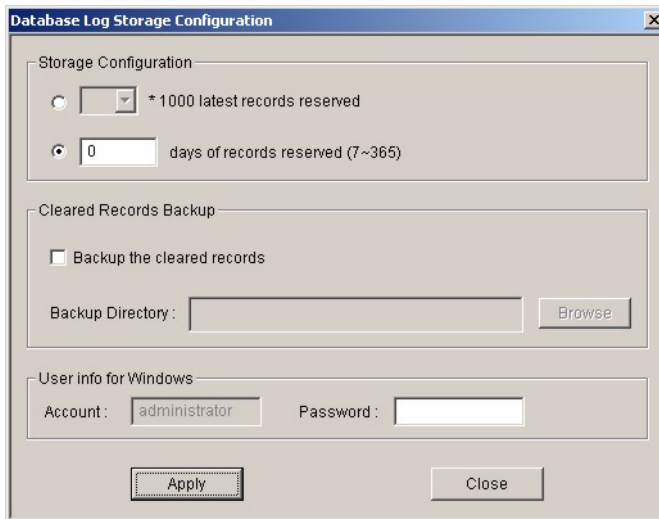 Database Log Storage Configuration
Storage Configuration
* 1000 latest records reserved
0 days of records reserved (7~365)
Cleared Records Backup
Backup the cleared records
Backup Directory : Browse
User info for Windows
Account : administrator Password :
Apply Close